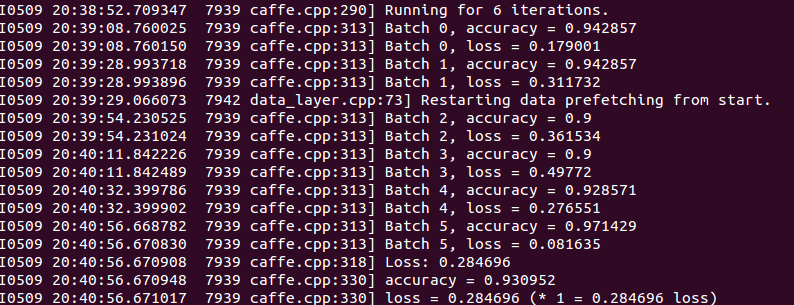 I0509 20:38:52.709347  7939 caffe.cpp:290] Running for 6 iterations.
I0509 20:39:08.760025  7939 caffe.cpp:313] Batch 0, accuracy = 0.942857
I0509 20:39:08.760150  7939 caffe.cpp:313] Batch 0, loss = 0.179001
I0509 20:39:28.993718  7939 caffe.cpp:313] Batch 1, accuracy = 0.942857
I0509 20:39:28.993896  7939 caffe.cpp:313] Batch 1, loss = 0.311732
I0509 20:39:29.066073  7942 data_layer.cpp:73] Restarting data prefetching from start.
I0509 20:39:54.230525  7939 caffe.cpp:313] Batch 2, accuracy = 0.9
I0509 20:39:54.231024  7939 caffe.cpp:313] Batch 2, loss = 0.361534
I0509 20:40:11.842226  7939 caffe.cpp:313] Batch 3, accuracy = 0.9
I0509 20:40:11.842489  7939 caffe.cpp:313] Batch 3, loss = 0.49772
I0509 20:40:32.399786  7939 caffe.cpp:313] Batch 4, accuracy = 0.928571
I0509 20:40:32.399902  7939 caffe.cpp:313] Batch 4, loss = 0.276551
I0509 20:40:56.668782  7939 caffe.cpp:313] Batch 5, accuracy = 0.971429
I0509 20:40:56.670830  7939 caffe.cpp:313] Batch 5, loss = 0.081635
I0509 20:40:56.670908  7939 caffe.cpp:318] Loss: 0.284696
I0509 20:40:56.670948  7939 caffe.cpp:330] accuracy = 0.930952
I0509 20:40:56.671017  7939 caffe.cpp:330] loss = 0.284696 (* 1 = 0.284696 loss)